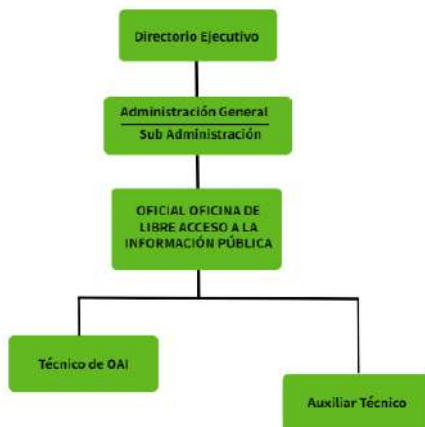 Directorio Ejecutivo
Administración General
Sub Administración
OFICIAL OFICINA DE
LIBRE ACCESO A LA
INFORMACIÓN PÚBLICA
Técnico de OAI
Auxiliar Técnico